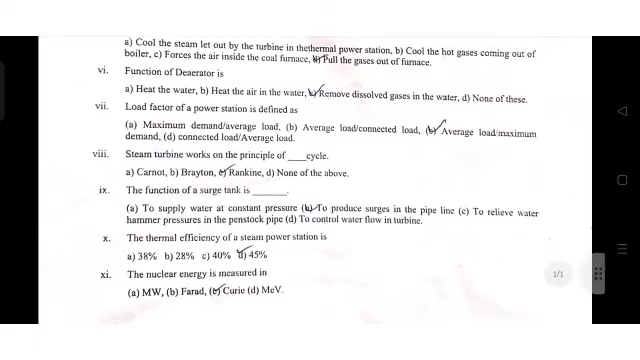 a) Cool the steam let out by the turbine in thethermal power station, b) Cool the hot gases coming out of
boiler, c) Forces the air inside the coal furnace, d) Pull the gases out of furnace.
vi. Function of Deaerator is
a) Heat the water, b) Heat the air in the water, c) Remove dissolved gases in the water, d) None of these.
vii. Load factor of a power station is defined as
(a) Maximum demand/average load, (b) Average load/connected load, (c) Average load/maximum
demand, (d) connected load/Average load.
viii. Steam turbine works on the principle of ____cycle.
a) Carnot, b) Brayton, c) Rankine, d) None of the above.
ix. The function of a surge tank is _______.
(a) To supply water at constant pressure (b) To produce surges in the pipe line (c) To relieve water
hammer pressures in the penstock pipe (d) To control water flow in turbine.
x. The thermal efficiency of a steam power station is
a) 38% b) 28% c) 40% d) 45%
xi. The nuclear energy is measured in
(a) MW, (b) Farad, (c) Curie (d) MeV.
1/1